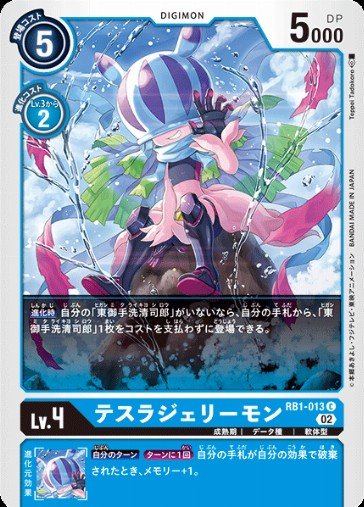 DIGIMON
登場コスト
5
DP
5000
進化コスト
Lv.3から
2
Teppei Tadokoro
©本郷あきよし・フジテレビ・東映アニメーション BANDAI MADE IN JAPAN
進化時 自分の「東御手洗清司郎」がいないなら、自分の手札から、「東
御手洗清司郎」1枚をコストを支払わずに登場できる。
Lv.4
テスラジェリーモン
RB1-013 C
02
成熟期 データ種 軟体型
進化元効果
自分のターン ターンに1回 自分の手札が自分の効果で破棄
されたとき、メモリー+1。